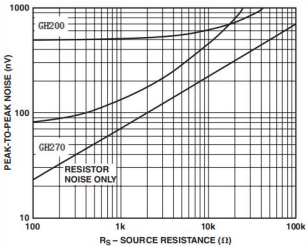 PEAK-TO-PEAK NOISE (nV)
1000
100
10
GH200
GH270
RESISTOR
NOISE ONLY
100
1k
10k
100k
RS – SOURCE RESISTANCE (Ω)